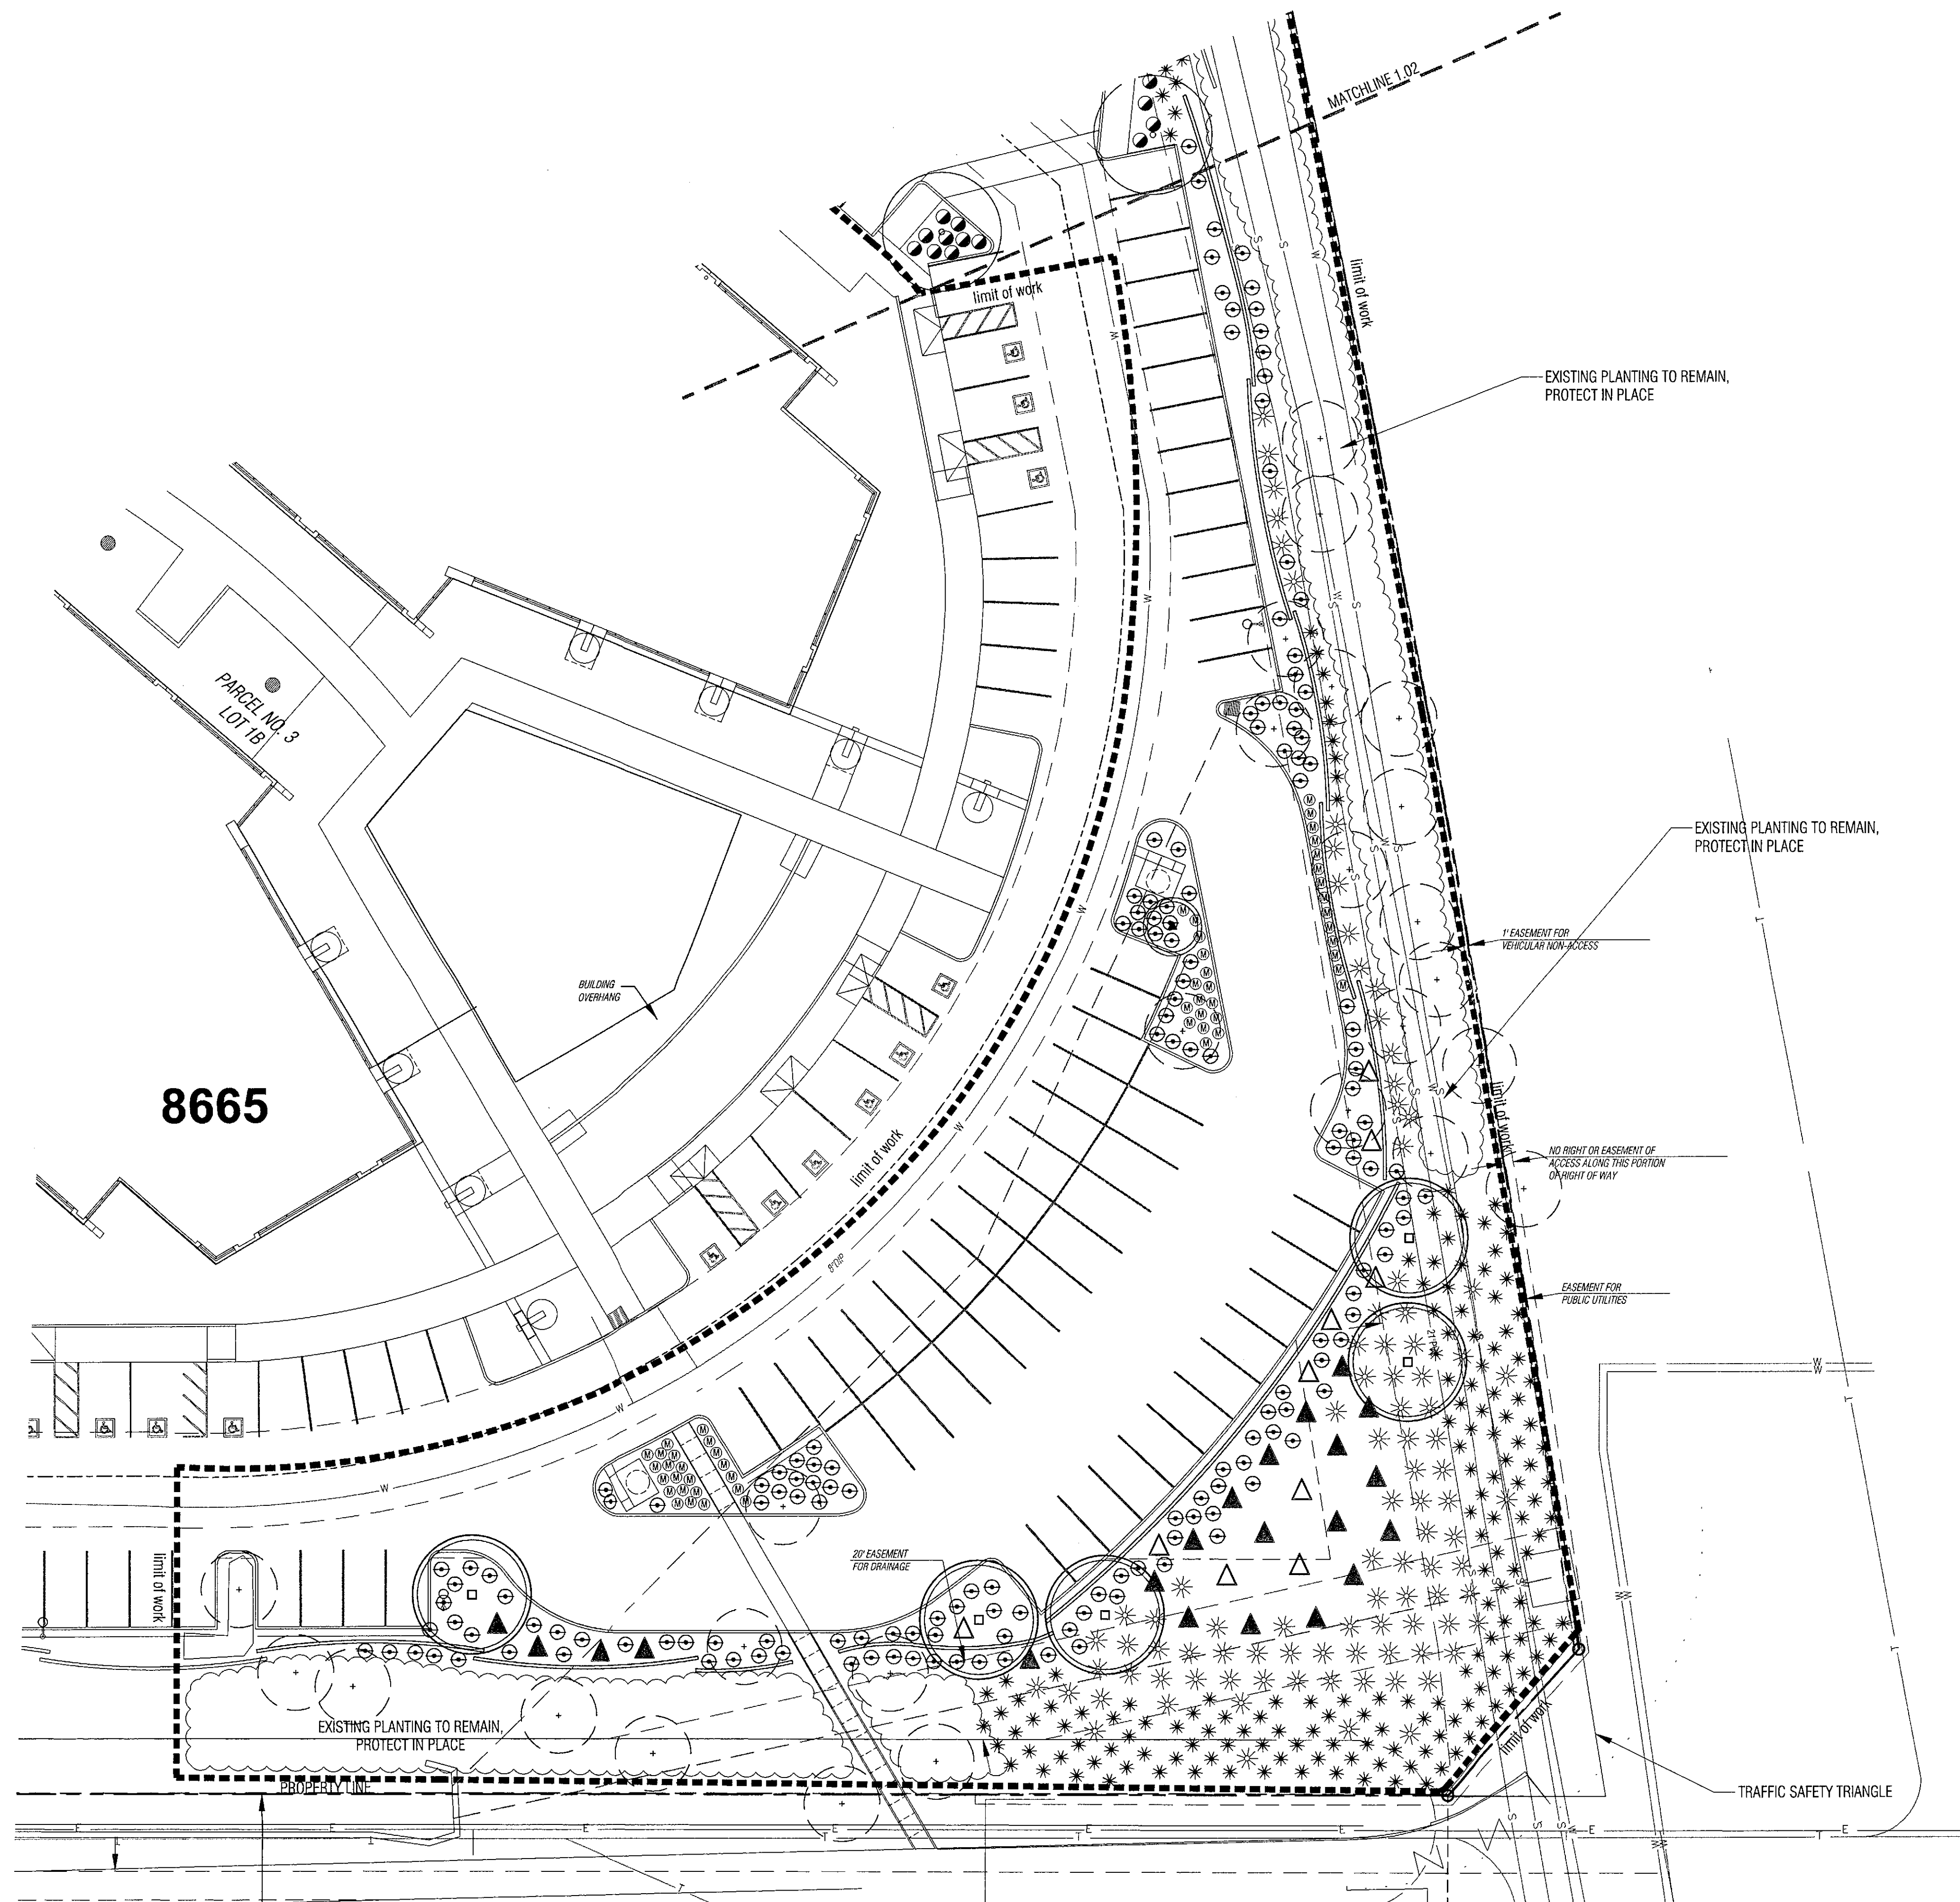 MATCHLINE 1.02
limit of work
limit of work
EXISTING PLANTING TO REMAIN,
PROTECT IN PLACE
PARCEL NO. 3
LOT 1B
EXISTING PLANTING TO REMAIN,
PROTECT IN PLACE
1' EASEMENT FOR
VEHICULAR NON-ACCESS
BUILDING
OVERHANG
8665
limit of work
limit of work
NO RIGHT OR EASEMENT OF
ACCESS ALONG THIS PORTION
OF RIGHT OF WAY
8"DIP
EASEMENT FOR
PUBLIC UTILITIES
limit of work
20' EASEMENT
FOR DRAINAGE
EXISTING PLANTING TO REMAIN,
PROTECT IN PLACE
limit of work
PROPERTY LINE
TRAFFIC SAFETY TRIANGLE